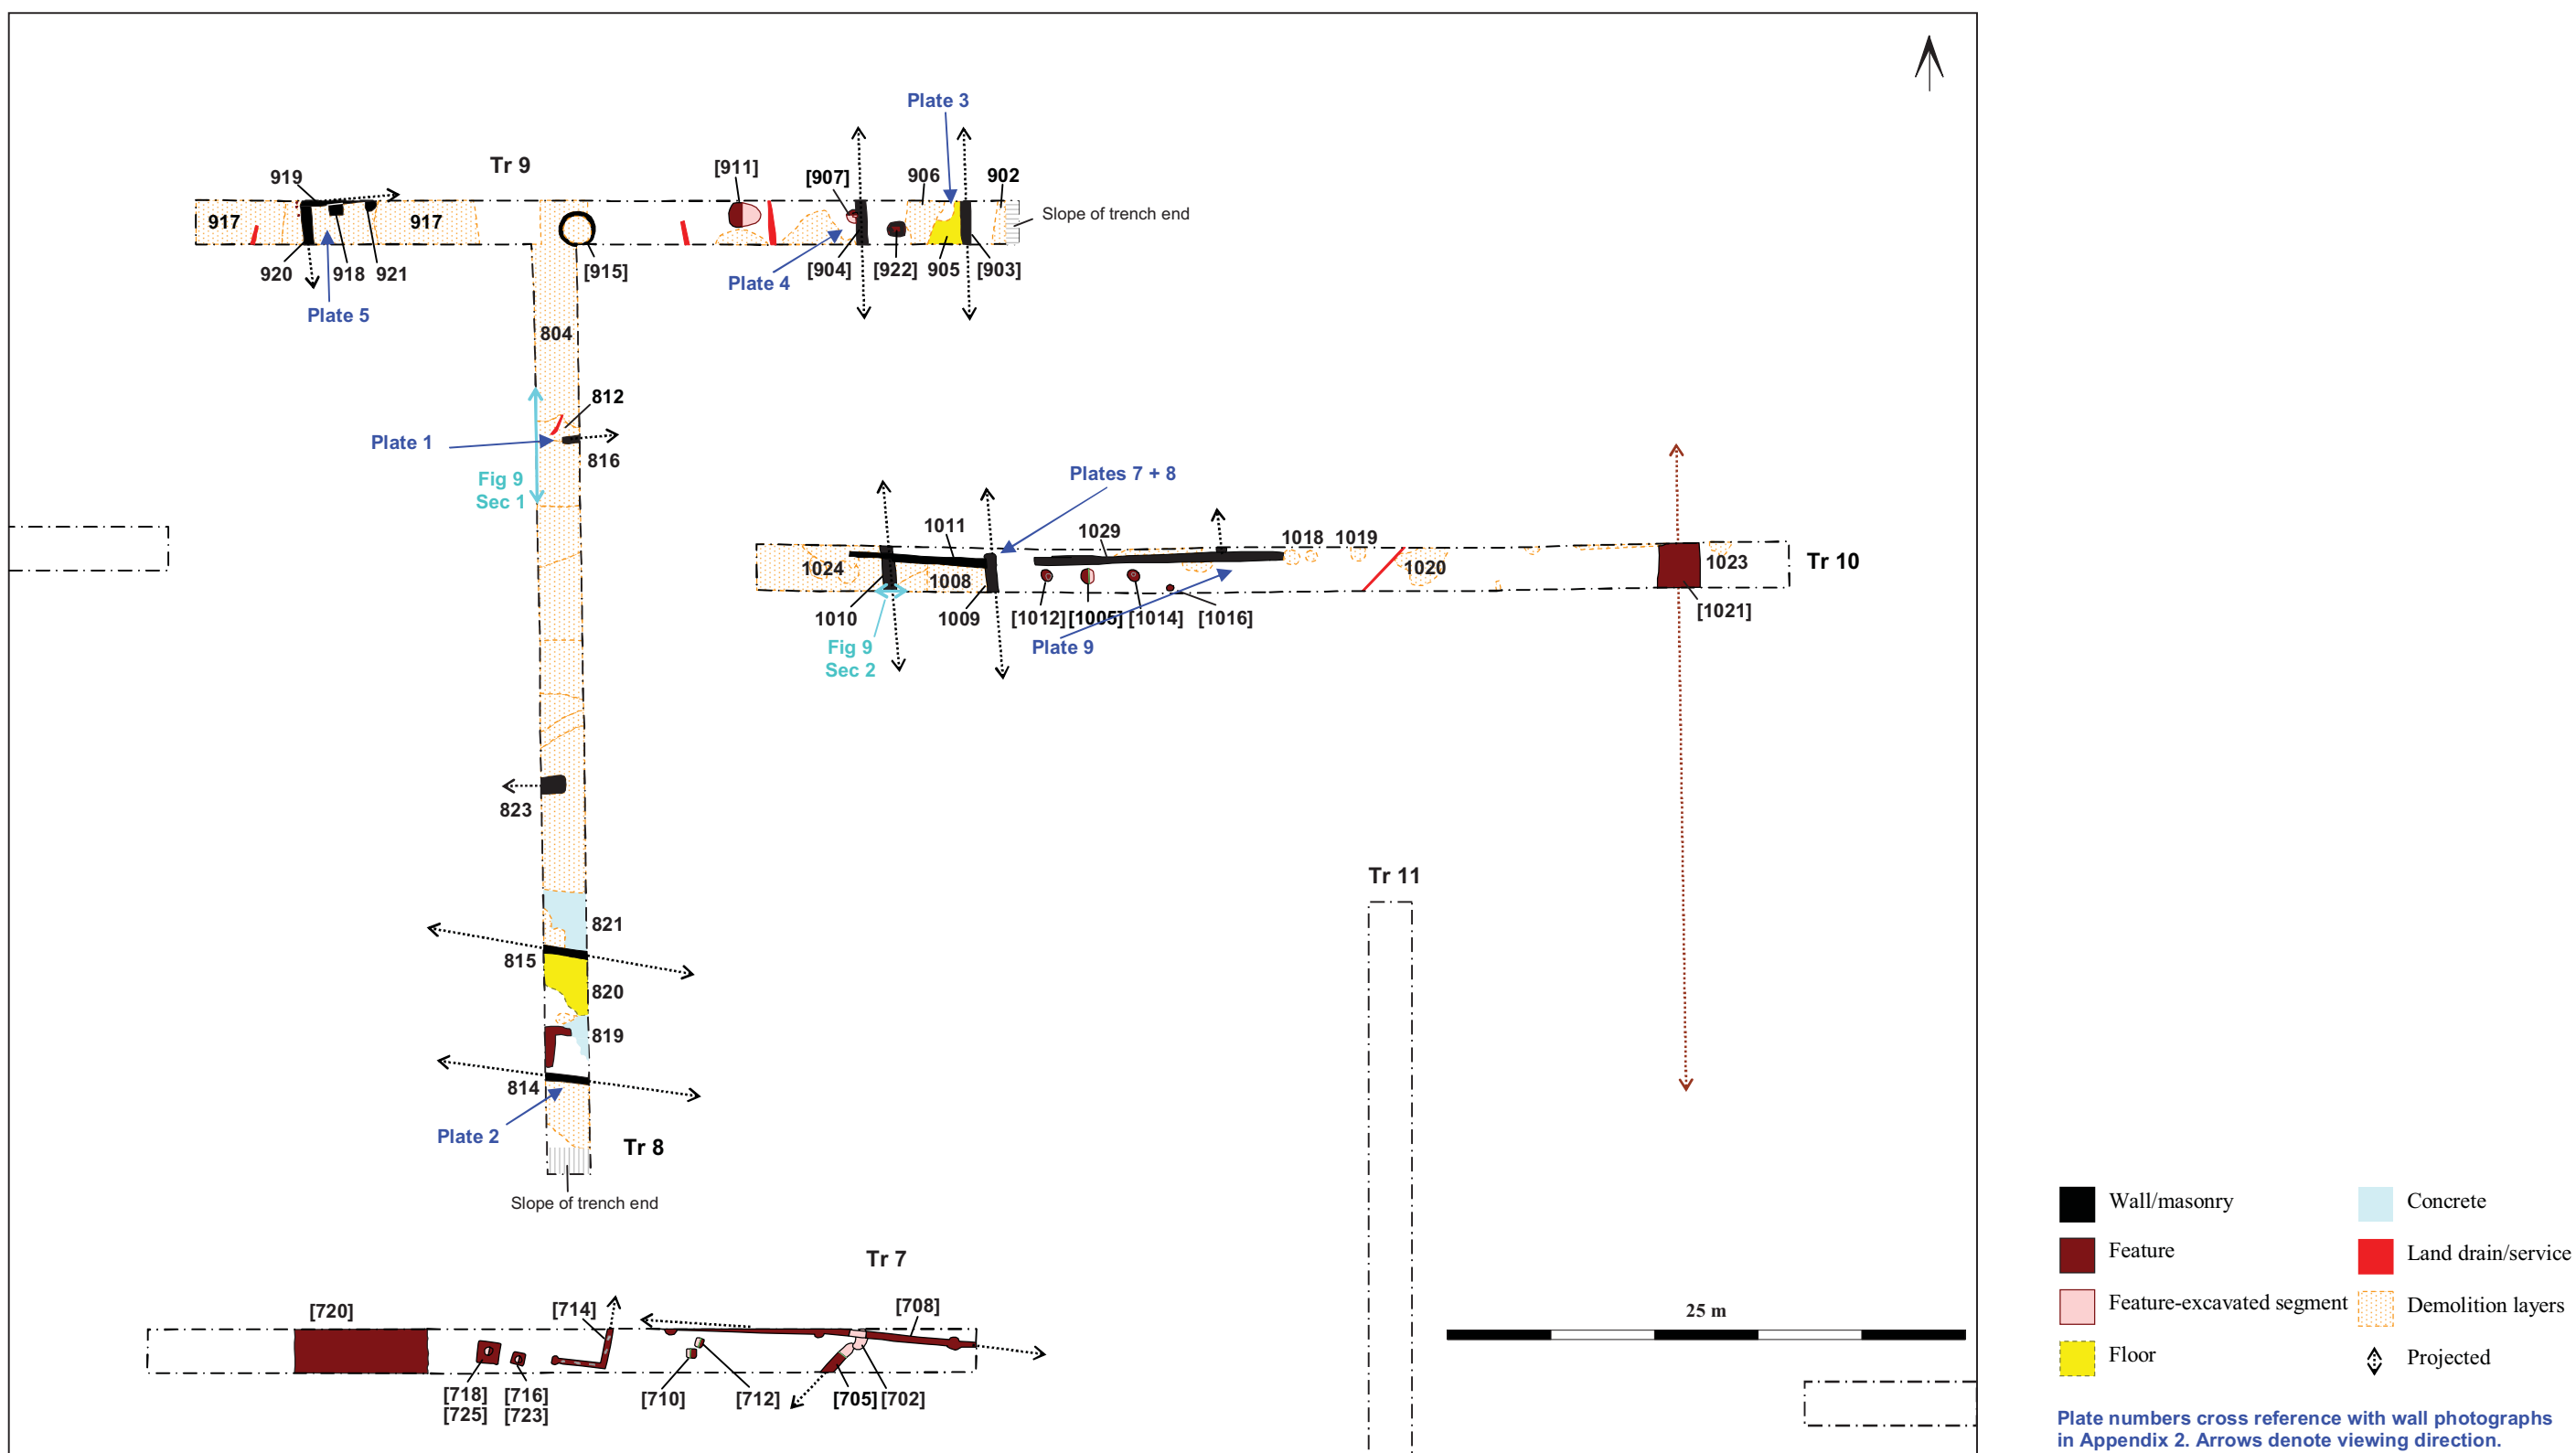 Plate 3
Tr 9
[911]
[907]
906
902
919
917
917
Slope of trench end
920
918
921
[915]
[904]
[922]
905
[903]
Plate 4
Plate 5
804
812
Plate 1
816
Fig 9
Sec 1
Plates 7 + 8
1011
1029
1018
1019
1024
1008
1020
1023
Tr 10
1010
1009
[1012]
[1005]
[1014]
[1016]
[1021]
Fig 9
Sec 2
Plate 9
823
Tr 11
821
815
820
819
814
Plate 2
Tr 8
Slope of trench end
Tr 7
[720]
[714]
[708]
[718]
[725]
[716]
[723]
[710]
[712]
[705]
[702]
25 m
Wall/masonry
Concrete
Feature
Land drain/service
Feature-excavated segment
Demolition layers
Floor
Projected
Plate numbers cross reference with wall photographs
in Appendix 2. Arrows denote viewing direction.